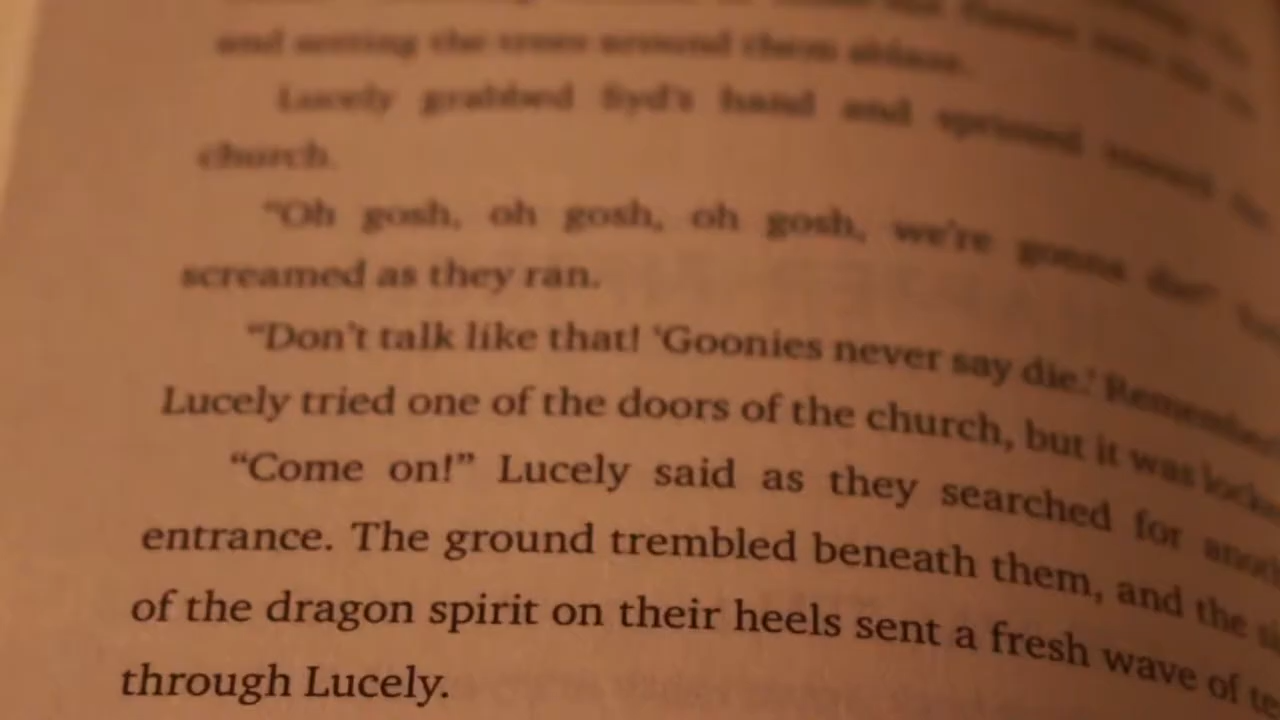 and setting the trees around them ablaze.
Lucely grabbed Syd's hand and sprinted toward the
church.
"Oh gosh, oh gosh, oh gosh, we're gonna die!"
screamed as they ran.
"Don't talk like that! 'Goonies never say die.' Remember
Lucely tried one of the doors of the church, but it was
"Come on!" Lucely said as they searched for
entrance. The ground trembled beneath them, and the
of the dragon spirit on their heels sent a fresh wave of
through Lucely.